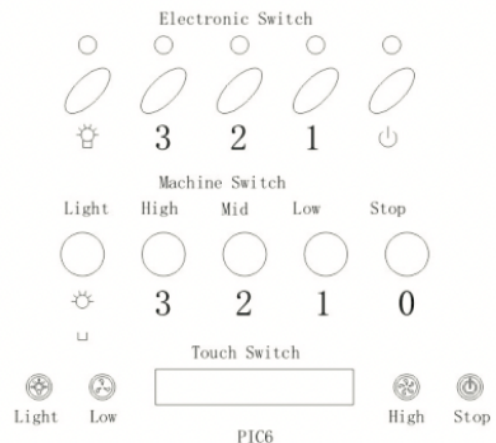 Electronic Switch
3 2 1
Machine Switch
Light High Mid Low Stop
3 2 1 0
Touch Switch
Light Low High Stop
PIC6